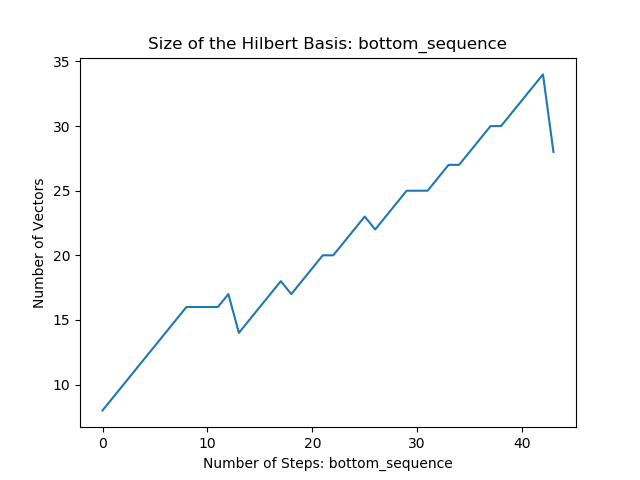 Size of the Hilbert Basis: bottom_sequence
35
30
25
20
15
10
Number of Vectors
0 10 20 30 40
Number of Steps: bottom_sequence